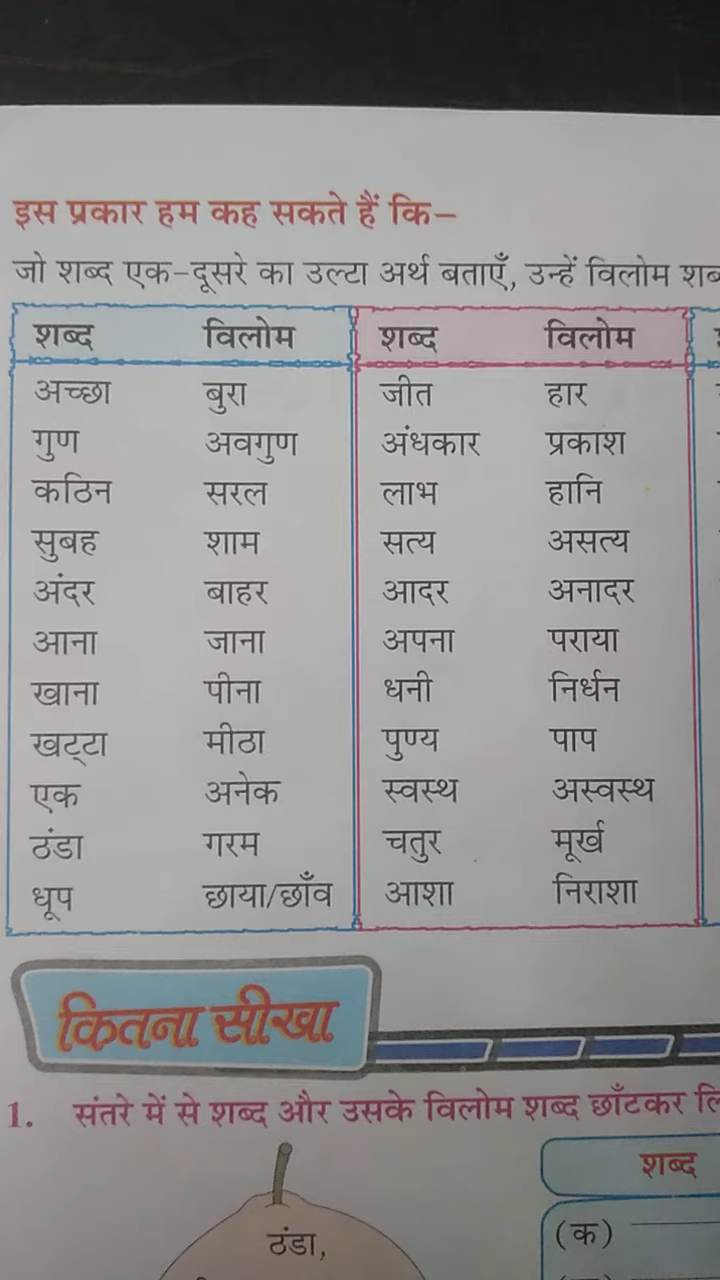 इस प्रकार हम कह सकते हैं कि–
जो शब्द एक-दूसरे का उल्टा अर्थ बताएँ, उन्हें विलोम
शब्द विलोम शब्द विलोम
अच्छा बुरा जीत हार
गुण अवगुण अंधकार प्रकाश
कठिन सरल लाभ हानि
सुबह शाम सत्य असत्य
अंदर बाहर आदर अनादर
आना जाना अपना पराया
खाना पीना धनी निर्धन
खट्‌टा मीठा पुण्य पाप
एक अनेक स्वस्थ अस्वस्थ
ठंडा गरम चतुर मूर्ख
धूप छाया/छाँव आशा निराशा
कितना सीखा
1. संतरे में से शब्द और उसके विलोम शब्द छाँटकर
शब्द
ठंडा,
(क)